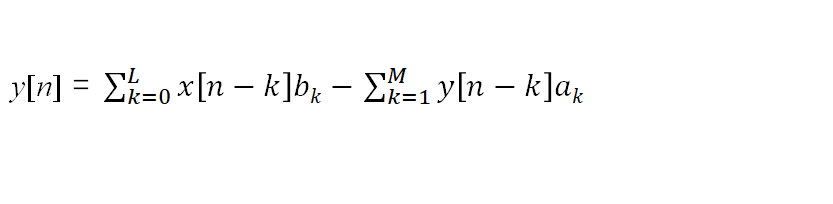 y[n] = ∑_{k=0}^{L} x[n − k]b_k − ∑_{k=1}^{M} y[n − k]a_k